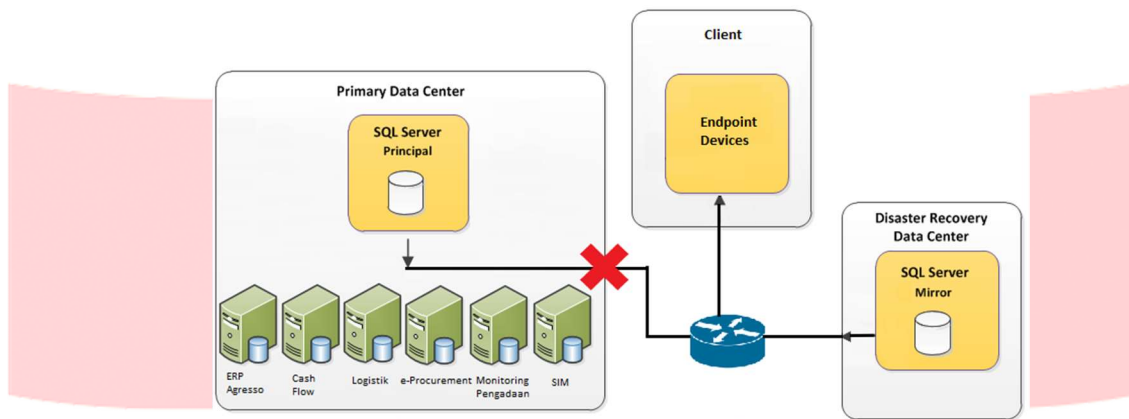 Client
Endpoint
Devices
Primary Data Center
SQL Server
Principal
ERP
Agresso
Cash
Flow
Logistik
e-Procurement
Monitoring
Pengadaan
SIM
Disaster Recovery
Data Center
SQL Server
Mirror